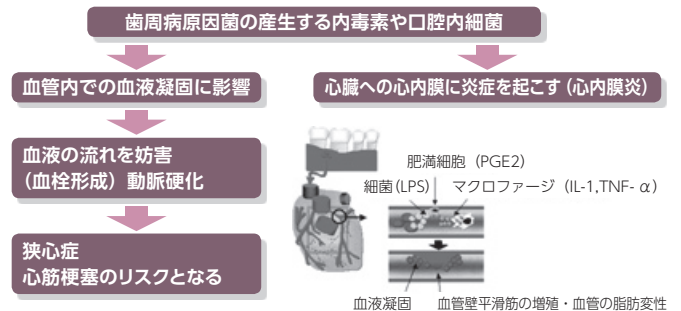 歯周病原因菌の産生する内毒素や口腔内細菌
血管内での血液凝固に影響
心臓への心内膜に炎症を起こす（心内膜炎）
血液の流れを妨害
（血栓形成）動脈硬化
狭心症
心筋梗塞のリスクとなる
肥満細胞（PGE2）
細菌(LPS)
マクロファージ（IL-1,TNF- α）
血液凝固
血管壁平滑筋の増殖・血管の脂肪変性